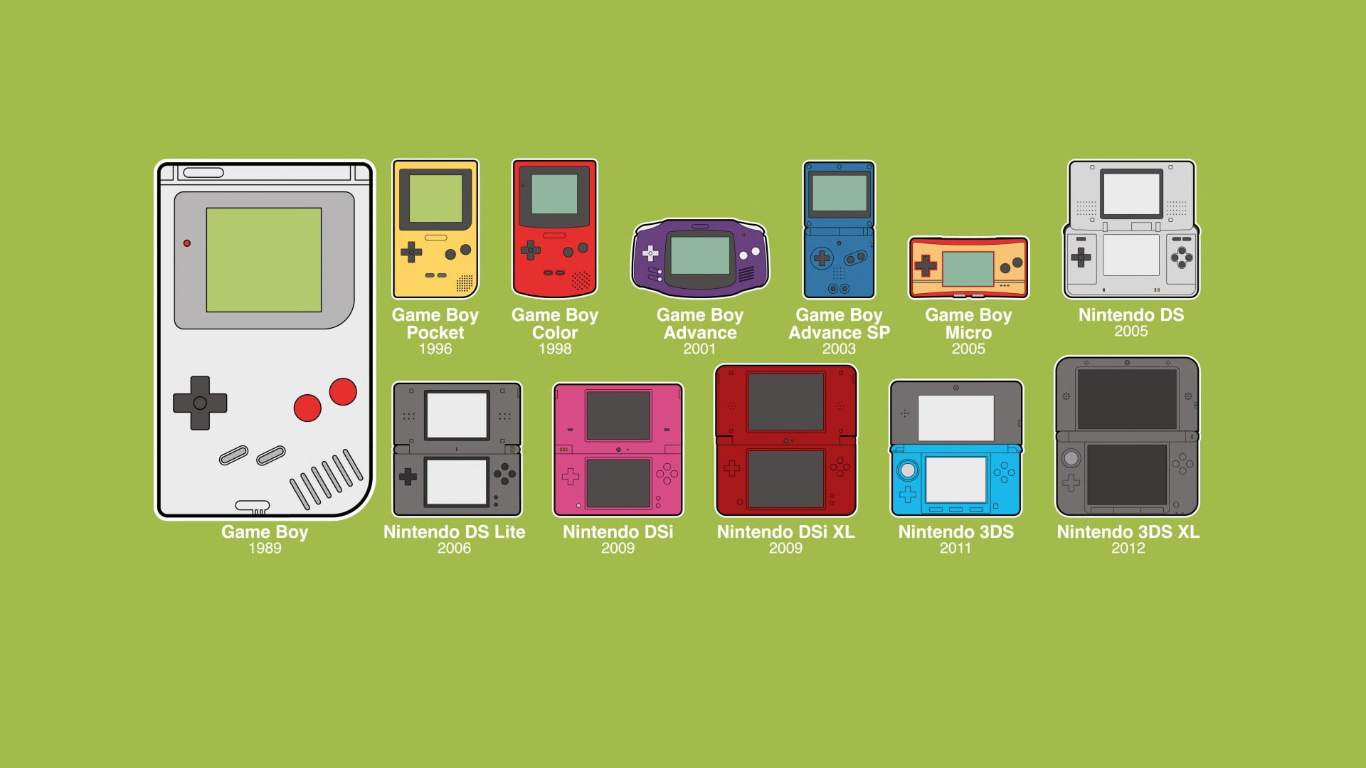 Game Boy
Pocket
1996
Game Boy
Color
1998
Game Boy
Advance
2001
Game Boy
Advance SP
2003
Game Boy
Micro
2005
Nintendo DS
2005
Game Boy
1989
Nintendo DS Lite
2006
Nintendo DSi
2009
Nintendo DSi XL
2009
Nintendo 3DS
2011
Nintendo 3DS XL
2012